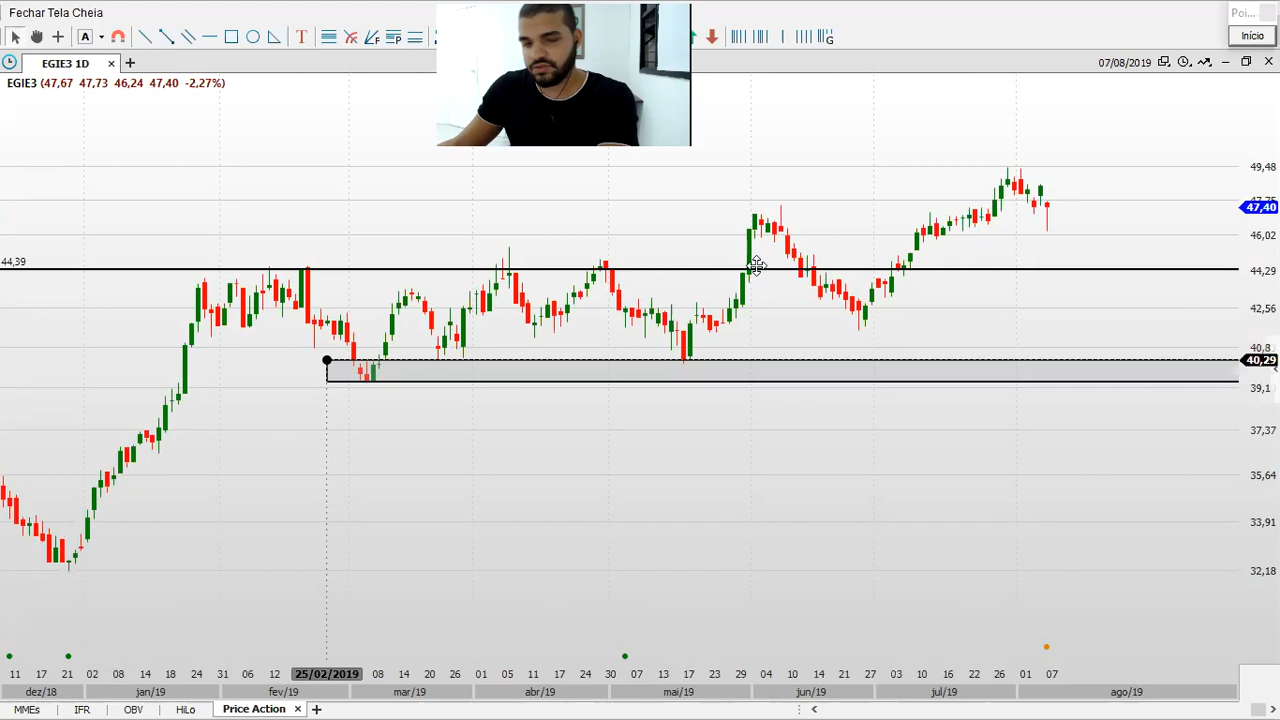 Fechar Tela Cheia
Poi...
Início
A T F P G
EGIE3 1D
07/08/2019
EGIE3 (47,67 47,73 46,24 47,40 -2,27%)
49,48
47,75
47,40
46,02
44,39
44,29
42,56
40,8
40,29
39,1
37,37
35,64
33,91
32,18
11 17 24 31 06 12 25/02/2019 08 14 20 26 01 05 11 17 24 30 07 13 21 29 04 10 14 21 27 03 10 16 22 26 01 07
02 08 14 18
dez/18 jan/19 fev/19 mar/19 abr/19 mai/19 jun/19 jul/19 ago/19
MMEs IFR OBV HiLo Price Action